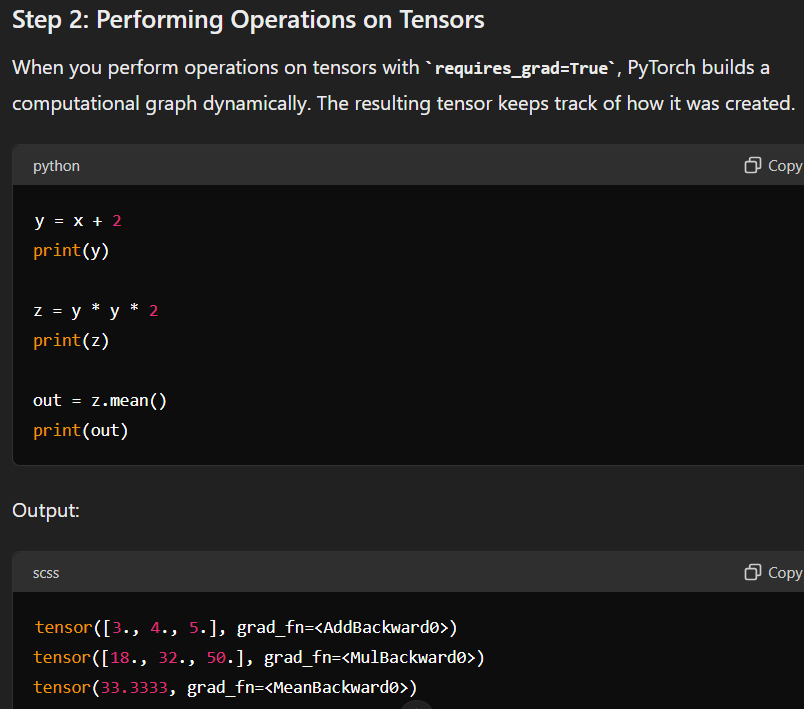 Step 2: Performing Operations on Tensors
When you perform operations on tensors with `requires_grad=True`, PyTorch builds a
computational graph dynamically. The resulting tensor keeps track of how it was created.
python
Copy
y = x + 2
print(y)
z = y * y * 2
print(z)
out = z.mean()
print(out)
Output:
scss
Copy
tensor([3., 4., 5.], grad_fn=<AddBackward0>)
tensor([18., 32., 50.], grad_fn=<MulBackward0>)
tensor(33.3333, grad_fn=<MeanBackward0>)